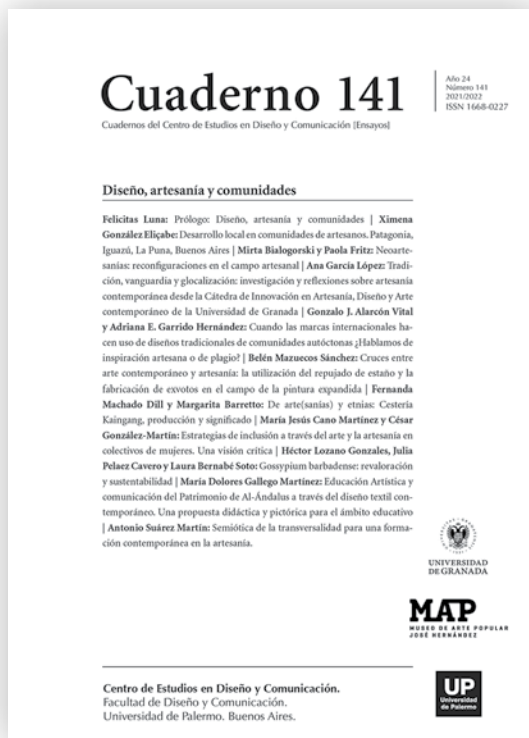 Cuaderno 141
Cuadernos del Centro de Estudios en Diseño y Comunicación [Ensayos]
Año 24
Número 141
2021/2022
ISSN 1668-0227
Diseño, artesanía y comunidades
Felicitas Luna: Prólogo: Diseño, artesanía y comunidades | Ximena
González Eliçabe: Desarrollo local en comunidades de artesanos. Patagonia,
Iguazú, La Puna, Buenos Aires | Mirta Bialogorski y Paola Fritz: Neoarte-
sanías: reconfiguraciones en el campo artesanal | Ana García López: Tradi-
ción, vanguardia y glocalización: investigación y reflexiones sobre artesanía
contemporánea desde la Cátedra de Innovación en Artesanía, Diseño y Arte
contemporáneo de la Universidad de Granada | Gonzalo J. Alarcón Vital
y Adriana E. Garrido Hernández: Cuando las marcas internacionales ha-
cen uso de diseños tradicionales de comunidades autóctonas ¿Hablamos de
inspiración artesana o de plagio? | Belén Mazuecos Sánchez: Cruces entre
arte contemporáneo y artesanía: la utilización del repujado de estaño y la
fabricación de exvotos en el campo de la pintura expandida | Fernanda
Machado Dill y Margarita Barretto: De arte(sanías) y etnias: Cestería
Kaingang, producción y significado | María Jesús Cano Martínez y César
González-Martín: Estrategias de inclusión a través del arte y la artesanía en
colectivos de mujeres. Una visión crítica | Héctor Lozano Gonzales, Julia
Pelaez Cavero y Laura Bernabé Soto: Gossypium barbadense: revaloración
y sustentabilidad | María Dolores Gallego Martínez: Educación Artística y
comunicación del Patrimonio de Al-Ándalus a través del diseño textil con-
temporáneo. Una propuesta didáctica y pictórica para el ámbito educativo
| Antonio Suárez Martín: Semiótica de la transversalidad para una forma-
ción contemporánea en la artesanía.
UNIVERSIDAD
DE GRANADA
MAP
MUSEO DE ARTE POPULAR
JOSÉ HERNÁNDEZ
Centro de Estudios en Diseño y Comunicación.
Facultad de Diseño y Comunicación.
Universidad de Palermo. Buenos Aires.
UP
Universidad
de Palermo